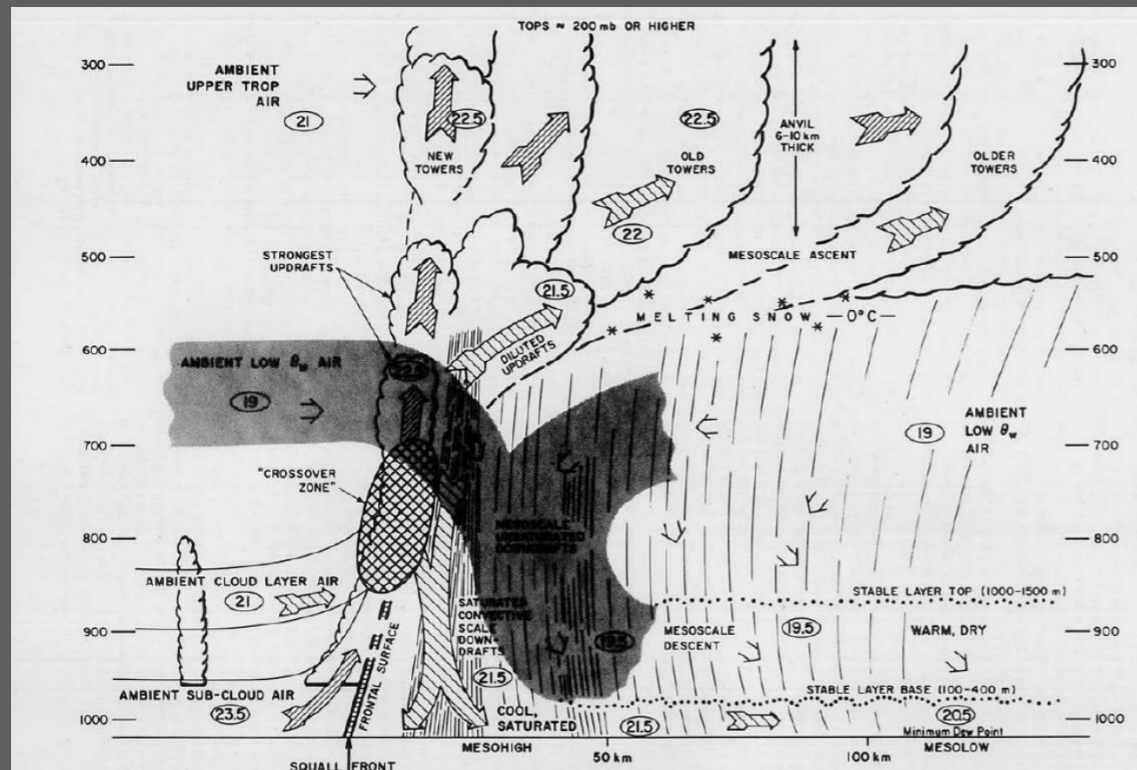 TOPS ≈ 200 mb OR HIGHER
300
300
AMBIENT
UPPER TROP
AIR
21
22.5
NEW
TOWERS
22.5
OLD
TOWERS
ANVIL
6-10 km
THICK
OLDER
TOWERS
400
400
22
MESOSCALE ASCENT
STRONGEST
UPDRAFTS
500
500
21.5
MELTING SNOW —0°C—
DILUTED
UPDRAFTS
600
600
AMBIENT LOW θw AIR
22.5
19
19
AMBIENT
LOW θw
AIR
700
700
"CROSSOVER
ZONE"
MESOSCALE
UNSATURATED
DOWNDRAFTS
800
800
AMBIENT CLOUD LAYER AIR
21
STABLE LAYER TOP (1000-1500 m)
SATURATED
CONVECTIVE
SCALE
DOWN-
DRAFTS
900
900
19.5
MESOSCALE
DESCENT
19.5
WARM, DRY
FRONTAL SURFACE
21.5
AMBIENT SUB-CLOUD AIR
23.5
STABLE LAYER BASE (100-400 m)
COOL,
SATURATED
21.5
20.5
Minimum Dew Point
1000
1000
MESOHIGH
50 km
100 km
MESOLOW
SQUALL FRONT